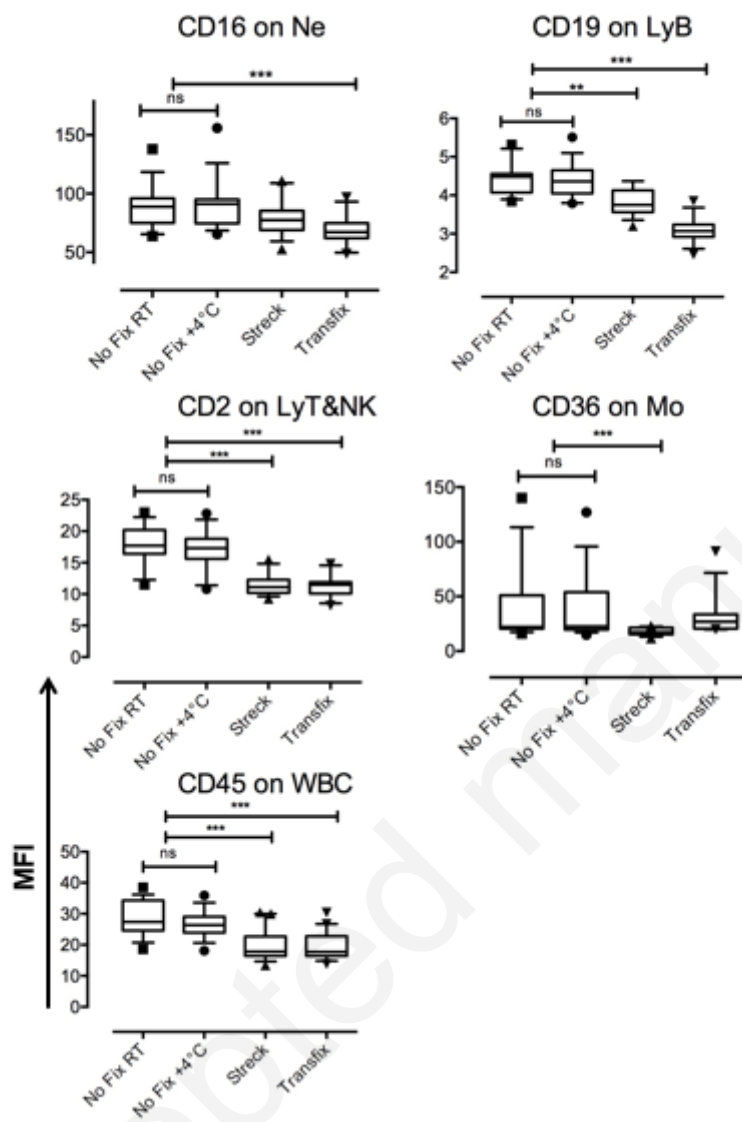 CD16 on Ne
***
ns
150
100
50
No Fix RT
No Fix +4°C
Streck
Transfix
CD19 on LyB
***
**
ns
6
5
4
3
2
No Fix RT
No Fix +4°C
Streck
Transfix
CD2 on LyT&NK
***
***
ns
25
20
15
10
5
0
No Fix RT
No Fix +4°C
Streck
Transfix
CD36 on Mo
***
ns
150
100
50
0
No Fix RT
No Fix +4°C
Streck
Transfix
CD45 on WBC
***
***
ns
50
40
30
20
10
0
No Fix RT
No Fix +4°C
Streck
Transfix
MFI
pted man